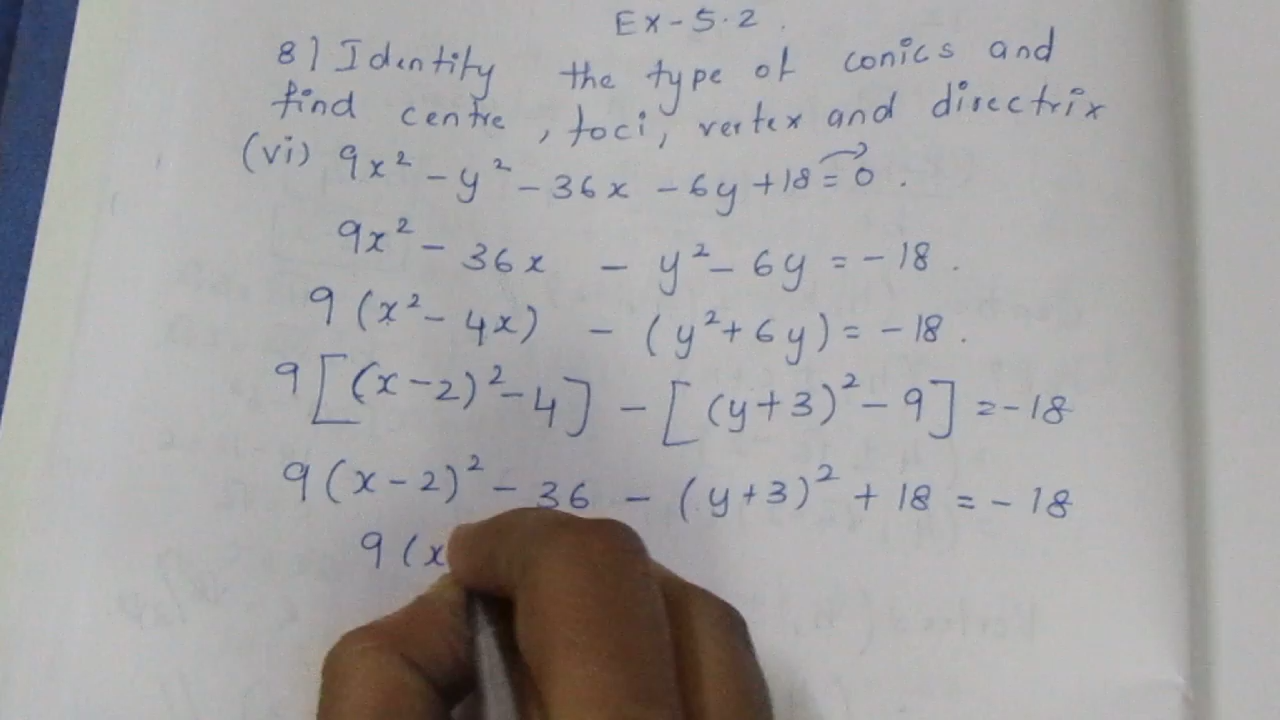 Ex-5.2.
8) Identify the type of conics and
find centre, foci, vertex and directrix
(vi) 9x² - y² - 36x - 6y + 18 = 0.
9x² - 36x - y² - 6y = -18.
9(x² - 4x) - (y² + 6y) = -18.
9[(x-2)² - 4] - [(y+3)² - 9] = -18
9(x-2)² - 36 - (y+3)² + 18 = -18
9(x